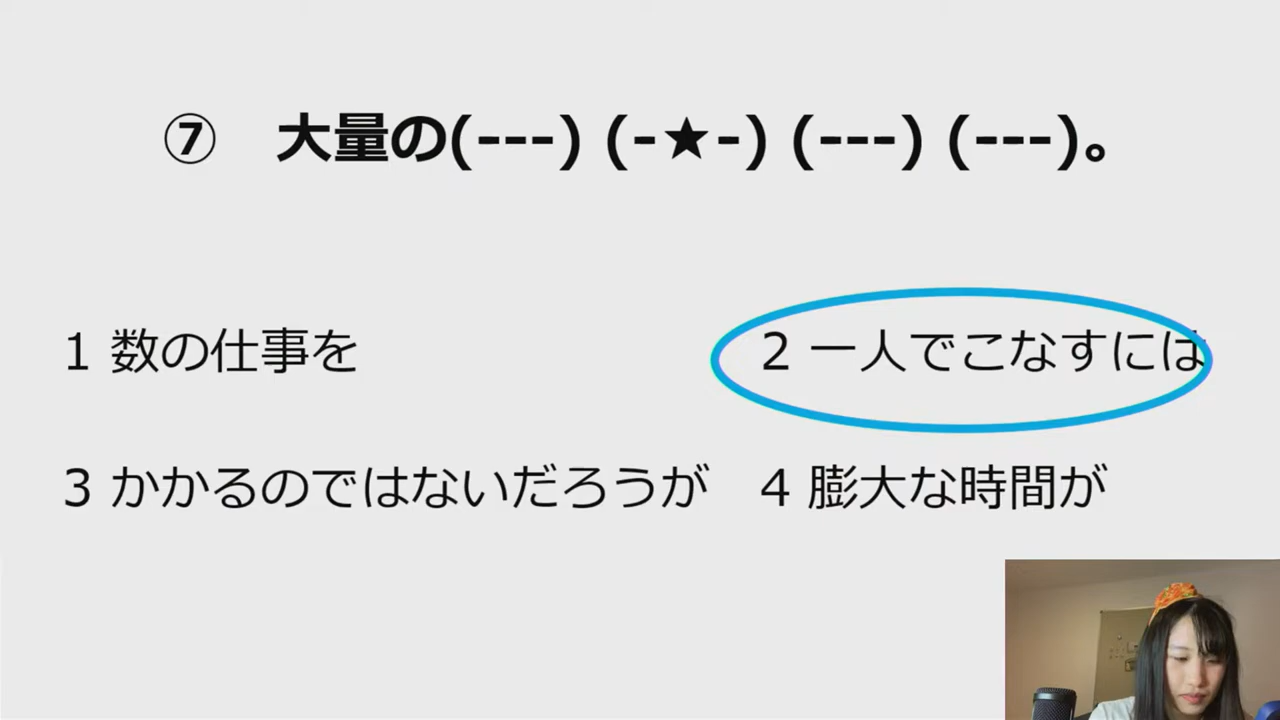 ⑦ 大量の(---) (-★-) (---) (---)。
1 数の仕事を 2 一人でこなすには
3 かかるのではないだろうが 4 膨大な時間が